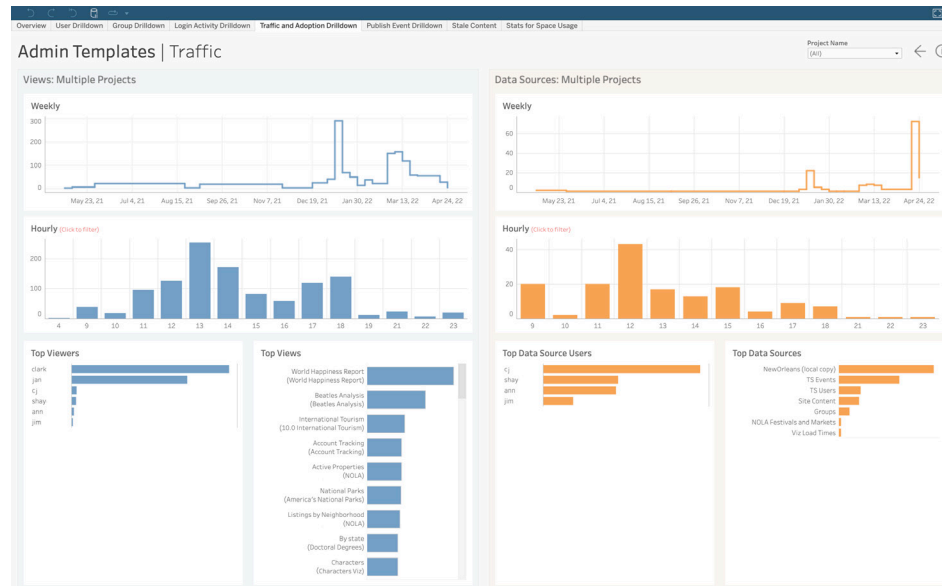 Overview User Drilldown Group Drilldown Login Activity Drilldown Traffic and Adoption Drilldown Publish Event Drilldown Stale Content Stats for Space Usage
Admin Templates | Traffic
Project Name
(All)
Views: Multiple Projects
Weekly
300
200
100
0
May 23, 21 Jul 4, 21 Aug 15, 21 Sep 26, 21 Nov 7, 21 Dec 19, 21 Jan 30, 22 Mar 13, 22 Apr 24, 22
Hourly (Click to filter)
200
100
0
4 9 10 11 12 13 14 15 16 17 18 19 21 22 23
Top Viewers
clark
jan
cj
shay
ann
jim
Top Views
World Happiness Report
(World Happiness Report)
Beatles Analysis
(Beatles Analysis)
International Tourism
(10.0 International Tourism)
Account Tracking
(Account Tracking)
Active Properties
(NOLA)
National Parks
(America's National Parks)
Listings by Neighborhood
(NOLA)
By state
(Doctoral Degrees)
Characters
(Characters Viz)
Data Sources: Multiple Projects
Weekly
60
40
20
0
May 23, 21 Jul 4, 21 Aug 15, 21 Sep 26, 21 Nov 7, 21 Dec 19, 21 Jan 30, 22 Mar 13, 22 Apr 24, 22
Hourly (Click to filter)
40
20
0
9 10 11 12 13 14 15 16 17 18 21 22 23
Top Data Source Users
cj
shay
ann
jim
Top Data Sources
NewOrleans (local copy)
TS Events
TS Users
Site Content
Groups
NOLA Festivals and Markets
Viz Load Times